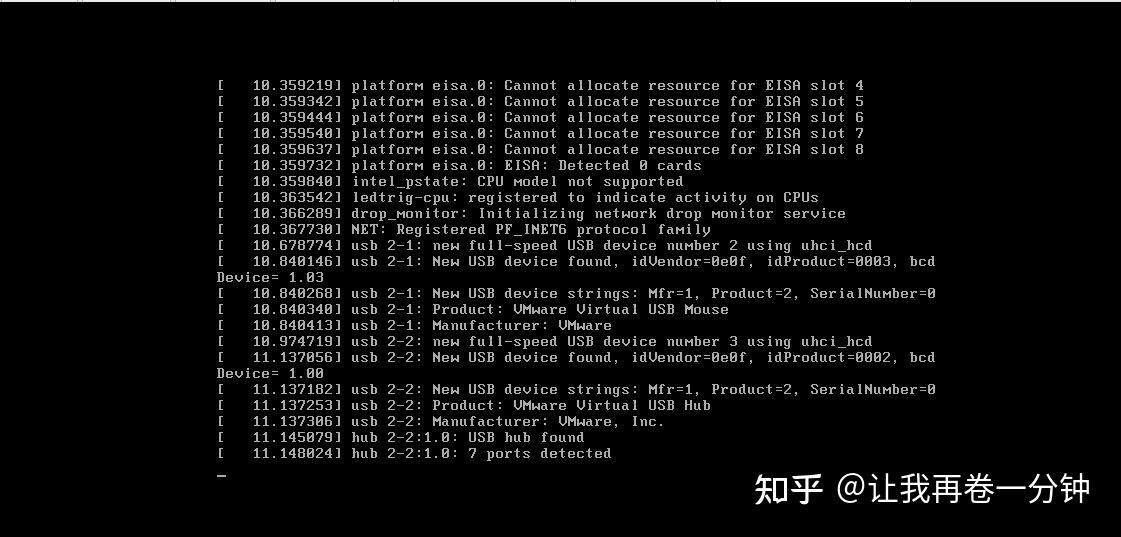 [   10.359219] platform eisa.0: Cannot allocate resource for EISA slot 4
[   10.359342] platform eisa.0: Cannot allocate resource for EISA slot 5
[   10.359444] platform eisa.0: Cannot allocate resource for EISA slot 6
[   10.359540] platform eisa.0: Cannot allocate resource for EISA slot 7
[   10.359637] platform eisa.0: Cannot allocate resource for EISA slot 8
[   10.359732] platform eisa.0: EISA: Detected 0 cards
[   10.359840] intel_pstate: CPU model not supported
[   10.363542] ledtrig-cpu: registered to indicate activity on CPUs
[   10.366289] drop_monitor: Initializing network drop monitor service
[   10.367730] NET: Registered PF_INET6 protocol family
[   10.678774] usb 2-1: new full-speed USB device number 2 using uhci_hcd
[   10.840146] usb 2-1: New USB device found, idVendor=0e0f, idProduct=0003, bcd
Device= 1.03
[   10.840268] usb 2-1: New USB device strings: Mfr=1, Product=2, SerialNumber=0
[   10.840340] usb 2-1: Product: VMware Virtual USB Mouse
[   10.840413] usb 2-1: Manufacturer: VMware
[   10.974719] usb 2-2: new full-speed USB device number 3 using uhci_hcd
[   11.137056] usb 2-2: New USB device found, idVendor=0e0f, idProduct=0002, bcd
Device= 1.00
[   11.137182] usb 2-2: New USB device strings: Mfr=1, Product=2, SerialNumber=0
[   11.137253] usb 2-2: Product: VMware Virtual USB Hub
[   11.137306] usb 2-2: Manufacturer: VMware, Inc.
[   11.145079] hub 2-2:1.0: USB hub found
[   11.148024] hub 2-2:1.0: 7 ports detected
知乎 @让我再卷一分钟